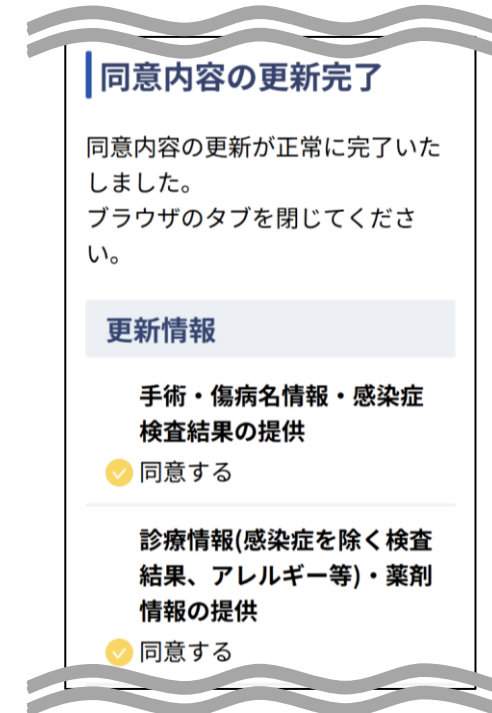 同意内容の更新完了
同意内容の更新が正常に完了いた
しました。
ブラウザのタブを閉じてくださ
い。
更新情報
手術・傷病名情報・感染症
検査結果の提供
同意する
診療情報(感染症を除く検査
結果、アレルギー等)・薬剤
情報の提供
同意する